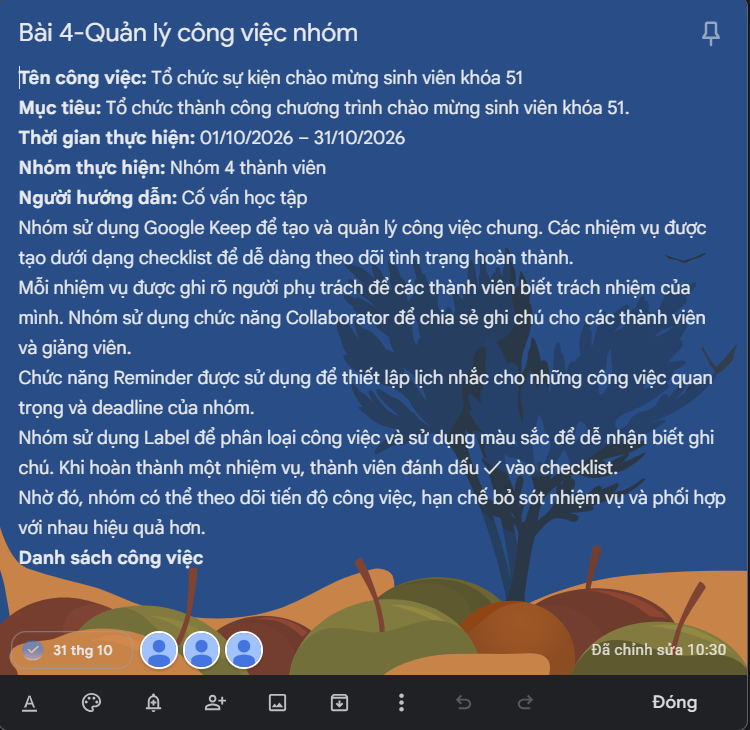 Bài 4-Quản lý công việc nhóm
Tên công việc: Tổ chức sự kiện chào mừng sinh viên khóa 51
Mục tiêu: Tổ chức thành công chương trình chào mừng sinh viên khóa 51.
Thời gian thực hiện: 01/10/2026 – 31/10/2026
Nhóm thực hiện: Nhóm 4 thành viên
Người hướng dẫn: Cố vấn học tập
Nhóm sử dụng Google Keep để tạo và quản lý công việc chung. Các nhiệm vụ được
tạo dưới dạng checklist để dễ dàng theo dõi tình trạng hoàn thành.
Mỗi nhiệm vụ được ghi rõ người phụ trách để các thành viên biết trách nhiệm của
mình. Nhóm sử dụng chức năng Collaborator để chia sẻ ghi chú cho các thành viên
và giảng viên.
Chức năng Reminder được sử dụng để thiết lập lịch nhắc cho những công việc quan
trọng và deadline của nhóm.
Nhóm sử dụng Label để phân loại công việc và sử dụng màu sắc để dễ nhận biết ghi
chú. Khi hoàn thành một nhiệm vụ, thành viên đánh dấu ✓ vào checklist.
Nhờ đó, nhóm có thể theo dõi tiến độ công việc, hạn chế bỏ sót nhiệm vụ và phối hợp
với nhau hiệu quả hơn.
Danh sách công việc
31 thg 10
Đã chỉnh sửa 10:30
Đóng